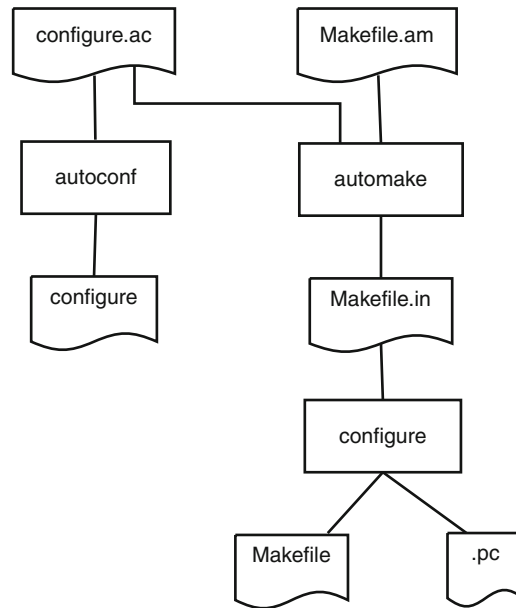 configure.ac
Makefile.am
autoconf
automake
configure
Makefile.in
configure
Makefile
.pc